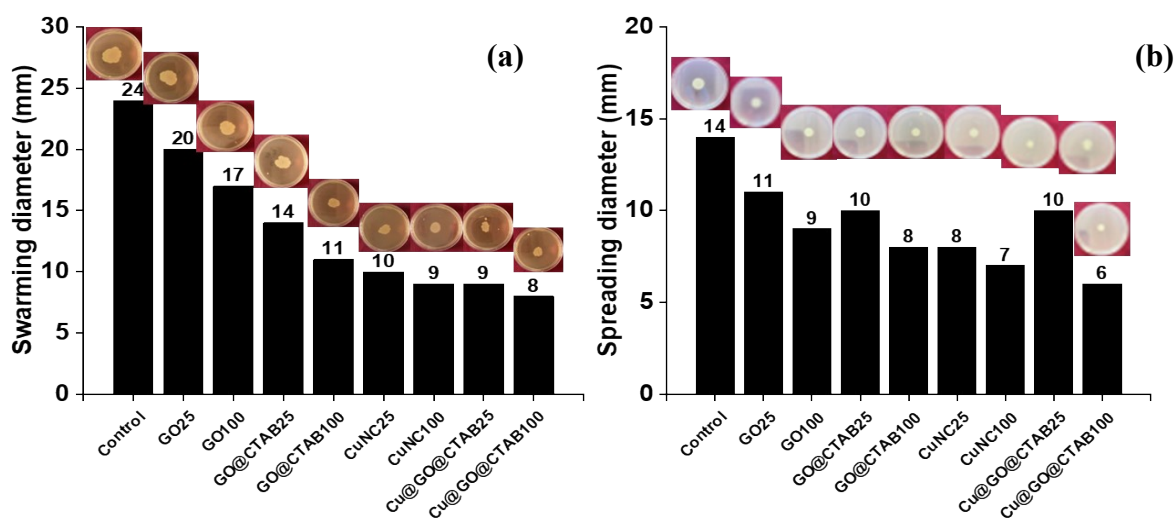 (a)
Swarming diameter (mm)
30
25
20
15
10
5
0
24
20
17
14
11
10
9
9
8
Control
GO25
GO100
GO@CTAB25
GO@CTAB100
CuNC25
CuNC100
Cu@GO@CTAB25
Cu@GO@CTAB100
(b)
Spreading diameter (mm)
20
15
10
5
0
14
11
9
10
8
8
7
10
6
Control
GO25
GO100
GO@CTAB25
GO@CTAB100
CuNC25
CuNC100
Cu@GO@CTAB25
Cu@GO@CTAB100